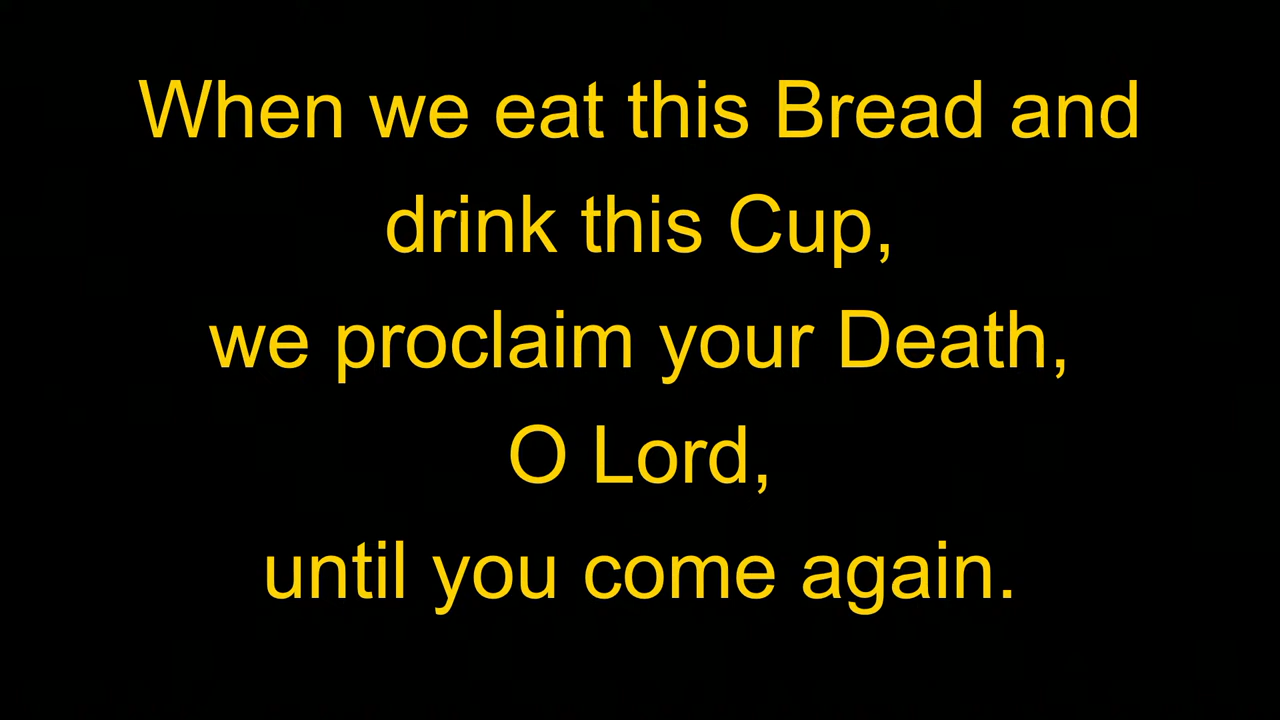 When we eat this Bread and
drink this Cup,
we proclaim your Death,
O Lord,
until you come again.